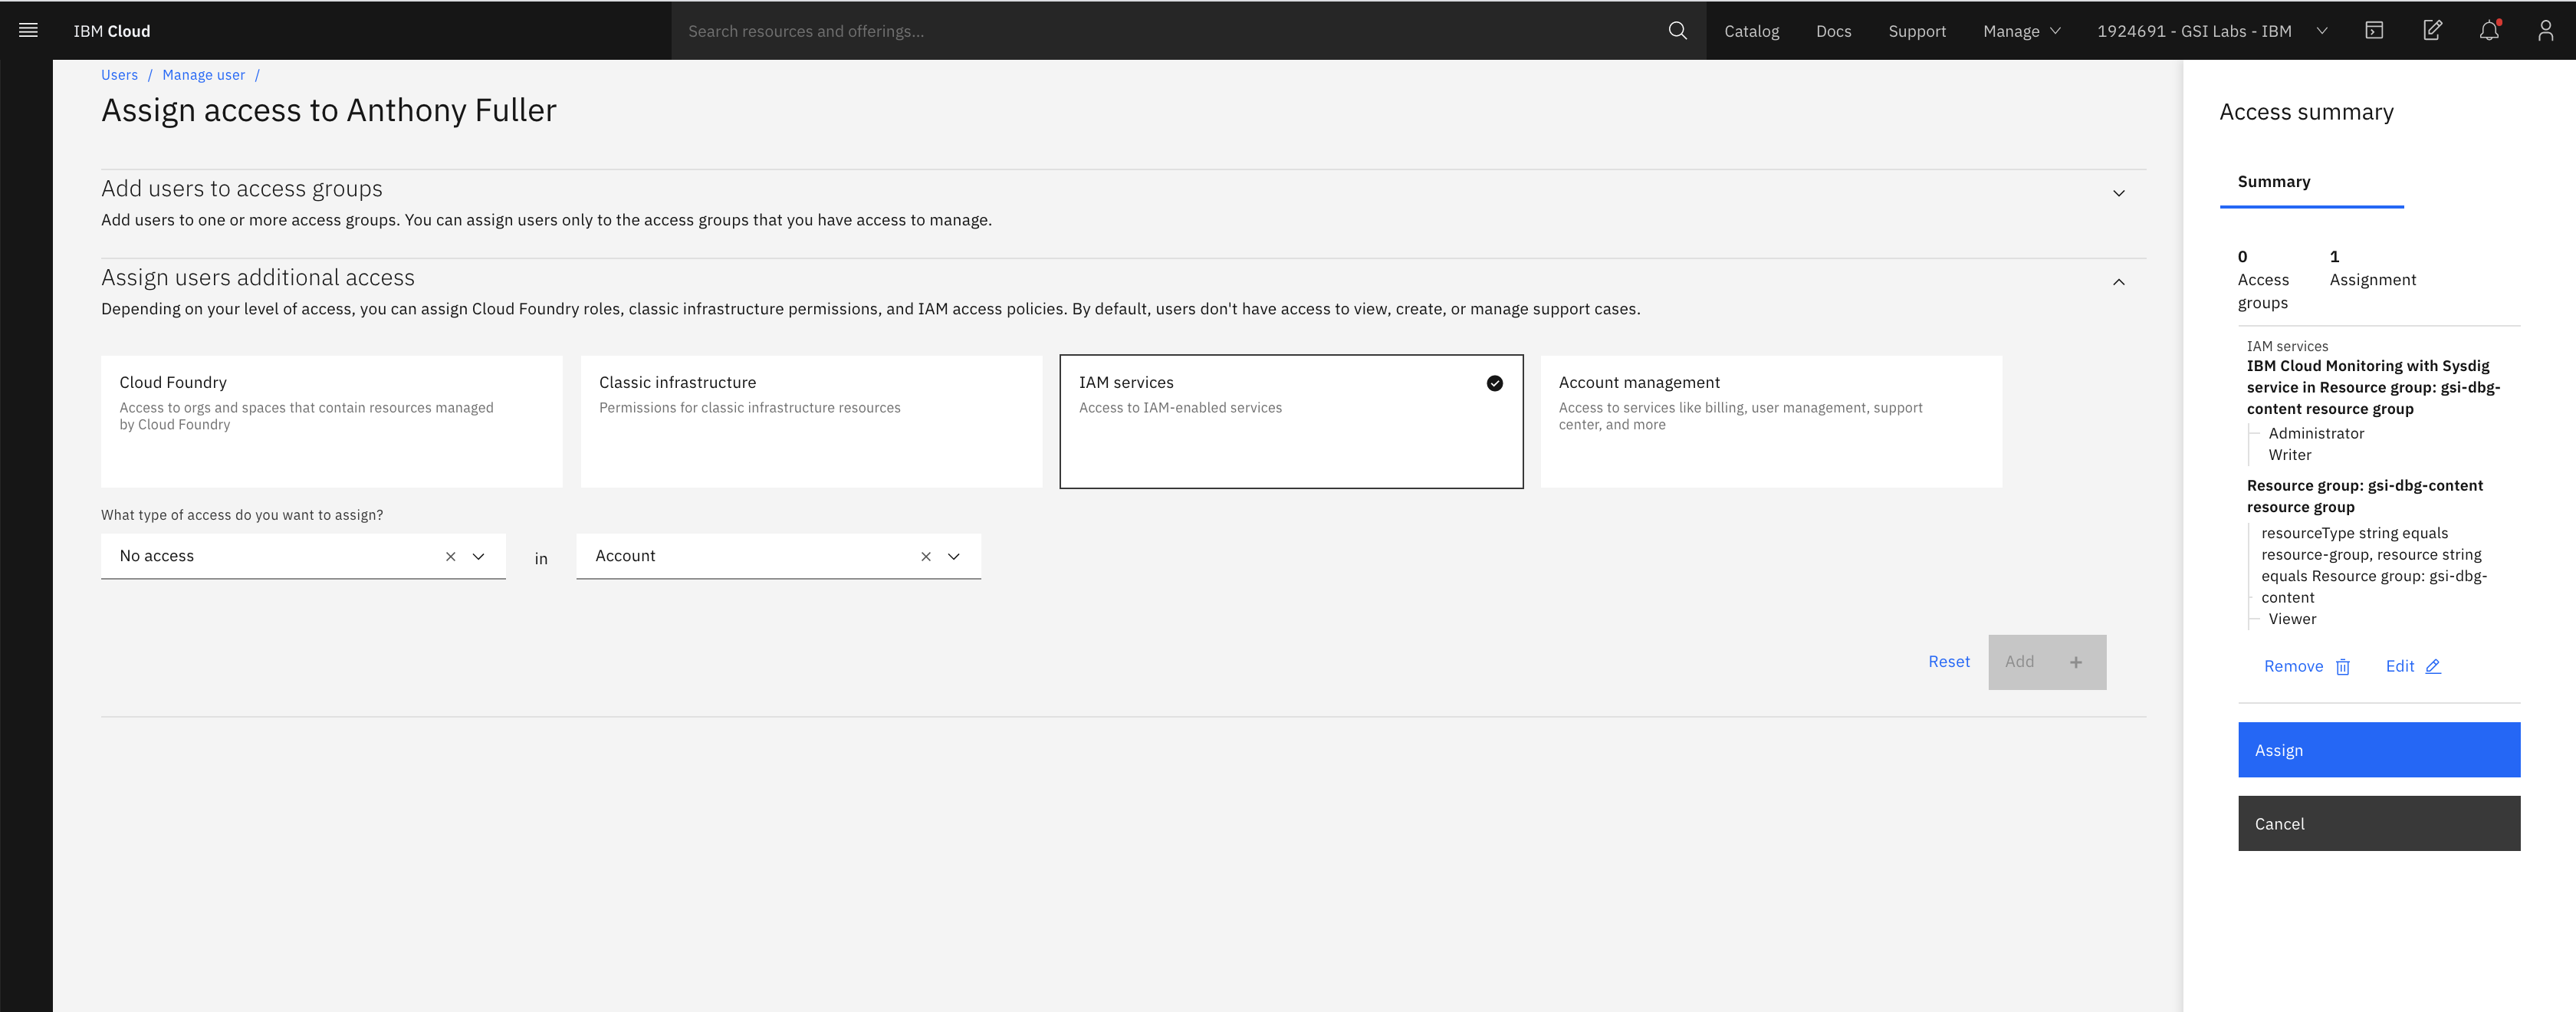 IBM Cloud
Search resources and offerings...
Catalog
Docs
Support
Manage
1924691 - GSI Labs - IBM
Users / Manage user /
Assign access to Anthony Fuller
Add users to access groups
Add users to one or more access groups. You can assign users only to the access groups that you have access to manage.
Assign users additional access
Depending on your level of access, you can assign Cloud Foundry roles, classic infrastructure permissions, and IAM access policies. By default, users don't have access to view, create, or manage support cases.
Cloud Foundry
Access to orgs and spaces that contain resources managed
by Cloud Foundry
Classic infrastructure
Permissions for classic infrastructure resources
IAM services
Access to IAM-enabled services
Account management
Access to services like billing, user management, support
center, and more
What type of access do you want to assign?
No access
in
Account
Reset
Add +
Access summary
Summary
0
Access
groups
1
Assignment
IAM services
IBM Cloud Monitoring with Sysdig
service in Resource group: gsi-dbg-
content resource group
Administrator
Writer
Resource group: gsi-dbg-content
resource group
resourceType string equals
resource-group, resource string
equals Resource group: gsi-dbg-
content
Viewer
Remove
Edit
Assign
Cancel